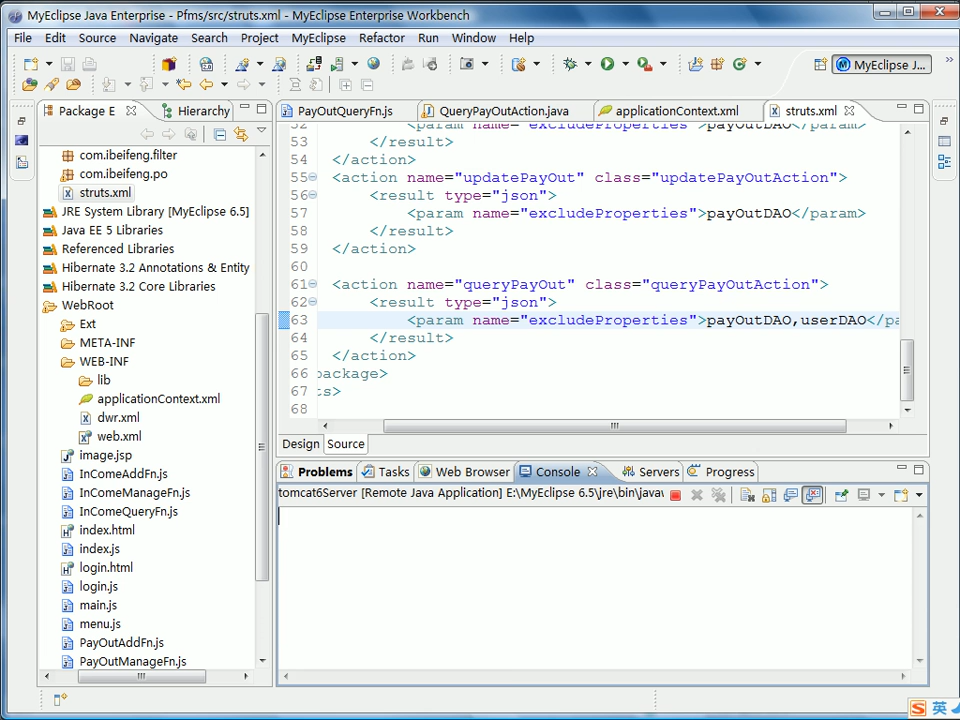 MyEclipse Java Enterprise - Pfms/src/struts.xml - MyEclipse Enterprise Workbench
File Edit Source Navigate Search Project MyEclipse Refactor Run Window Help
MyEclipse J...
Package E
Hierarchy
PayOutQueryFn.js
QueryPayOutAction.java
applicationContext.xml
struts.xml
com.ibeifeng.filter
com.ibeifeng.po
struts.xml
JRE System Library [MyEclipse 6.5]
Java EE 5 Libraries
Referenced Libraries
Hibernate 3.2 Annotations & Entity
Hibernate 3.2 Core Libraries
WebRoot
Ext
META-INF
WEB-INF
lib
applicationContext.xml
dwr.xml
web.xml
image.jsp
InComeAddFn.js
InComeManageFn.js
InComeQueryFn.js
index.html
index.js
login.html
login.js
main.js
menu.js
PayOutAddFn.js
PayOutManageFn.js
52 <param name="excludeProperties">payOutDAO</param>
53 </result>
54 </action>
55 <action name="updatePayOut" class="updatePayOutAction">
56 <result type="json">
57 <param name="excludeProperties">payOutDAO</param>
58 </result>
59 </action>
60
61 <action name="queryPayOut" class="queryPayOutAction">
62 <result type="json">
63 <param name="excludeProperties">payOutDAO,userDAO</pa
64 </result>
65 </action>
66 package>
67 ts>
68
Design Source
Problems Tasks Web Browser Console Servers Progress
tomcat6Server [Remote Java Application] E:\MyEclipse 6.5\jre\bin\java
S 英